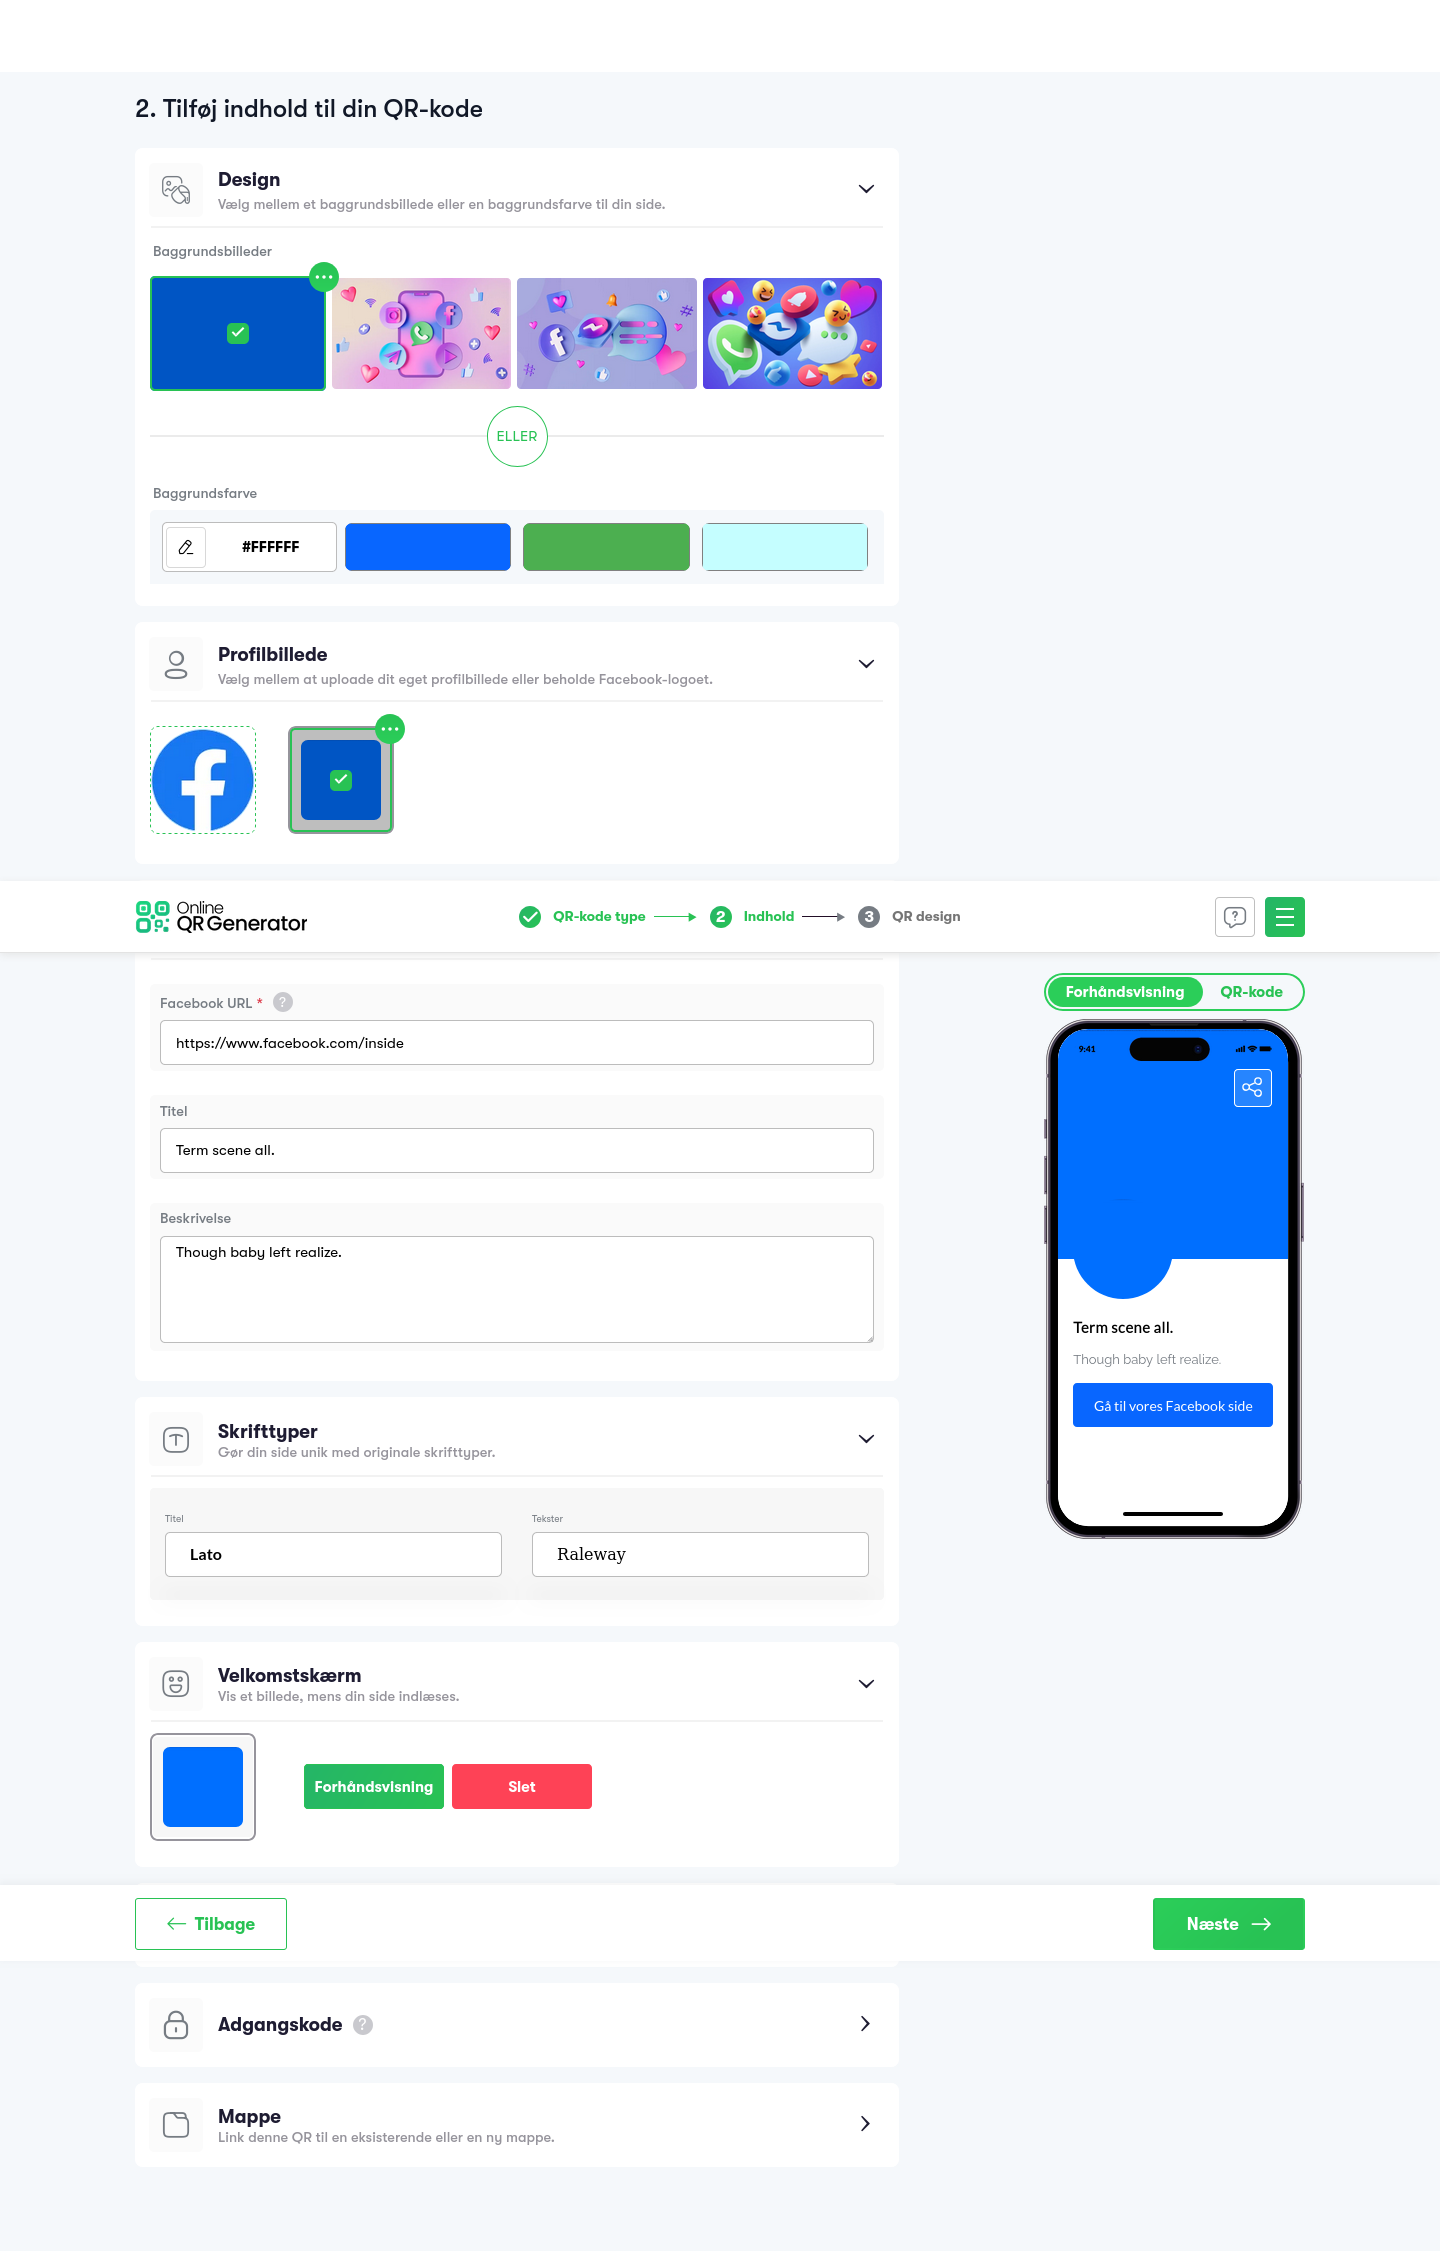 2. Tilføj indhold til din QR-kode
Design
Vælg mellem et baggrundsbillede eller en baggrundsfarve til din side.
Baggrundsbilleder
ELLER
Baggrundsfarve
#FFFFFF
Profilbillede
Vælg mellem at uploade dit eget profilbillede eller beholde Facebook-logoet.
Online
QR Generator
QR-kode type
2
Indhold
3
QR design
Facebook URL * ?
https://www.facebook.com/inside
Titel
Term scene all.
Beskrivelse
Though baby left realize.
Forhåndsvisning
QR-kode
9:41
Term scene all.
Though baby left realize.
Gå til vores Facebook side
Skrifttyper
Gør din side unik med originale skrifttyper.
Titel
Tekster
Lato
Raleway
Velkomstskærm
Vis et billede, mens din side indlæses.
Forhåndsvisning
Slet
Tilbage
Næste
Adgangskode ?
Mappe
Link denne QR til en eksisterende eller en ny mappe.